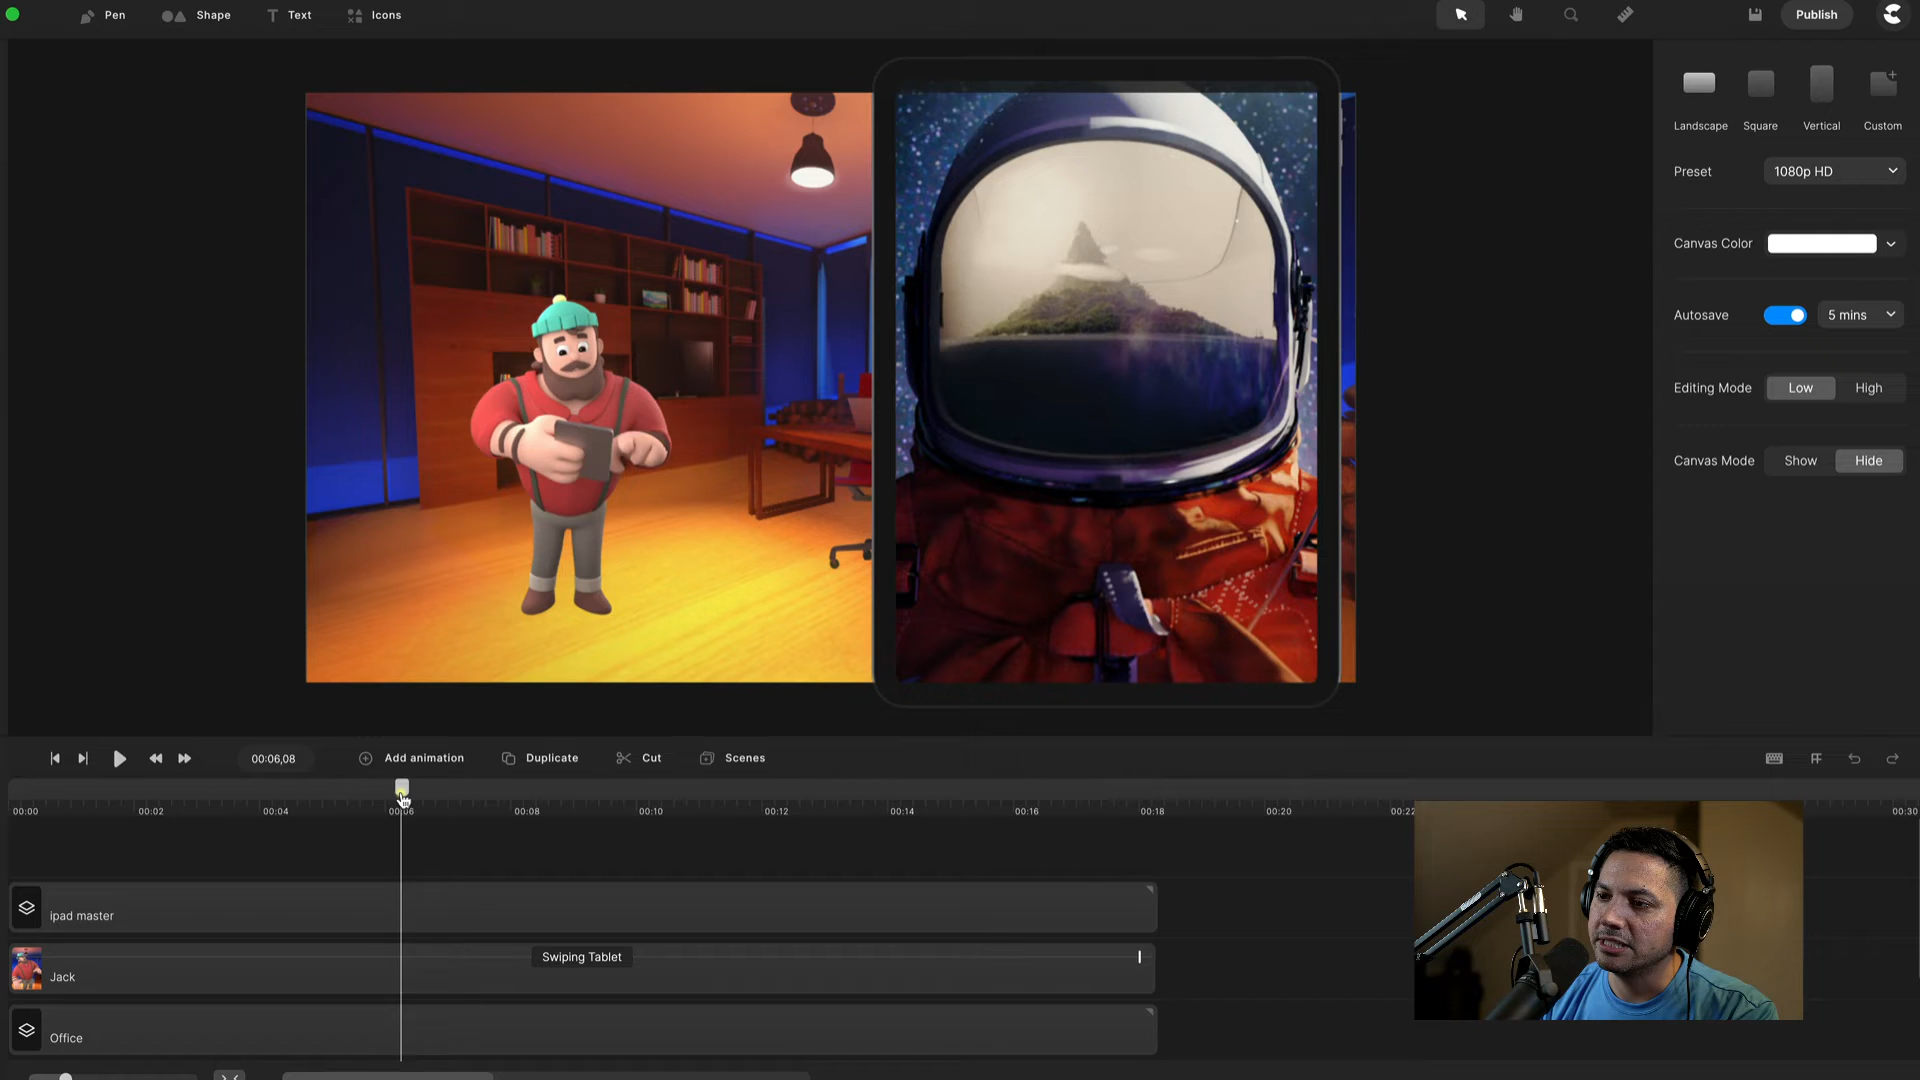 Pen
Shape
Text
Icons
Publish
Landscape
Square
Vertical
Custom
Preset
1080p HD
Canvas Color
Autosave
5 mins
Editing Mode
Low
High
Canvas Mode
Show
Hide
00:06,08
Add animation
Duplicate
Cut
Scenes
00:00
00:02
00:04
00:06
00:08
00:10
00:12
00:14
00:16
00:18
00:20
00:22
00:30
ipad master
Swiping Tablet
Jack
Office